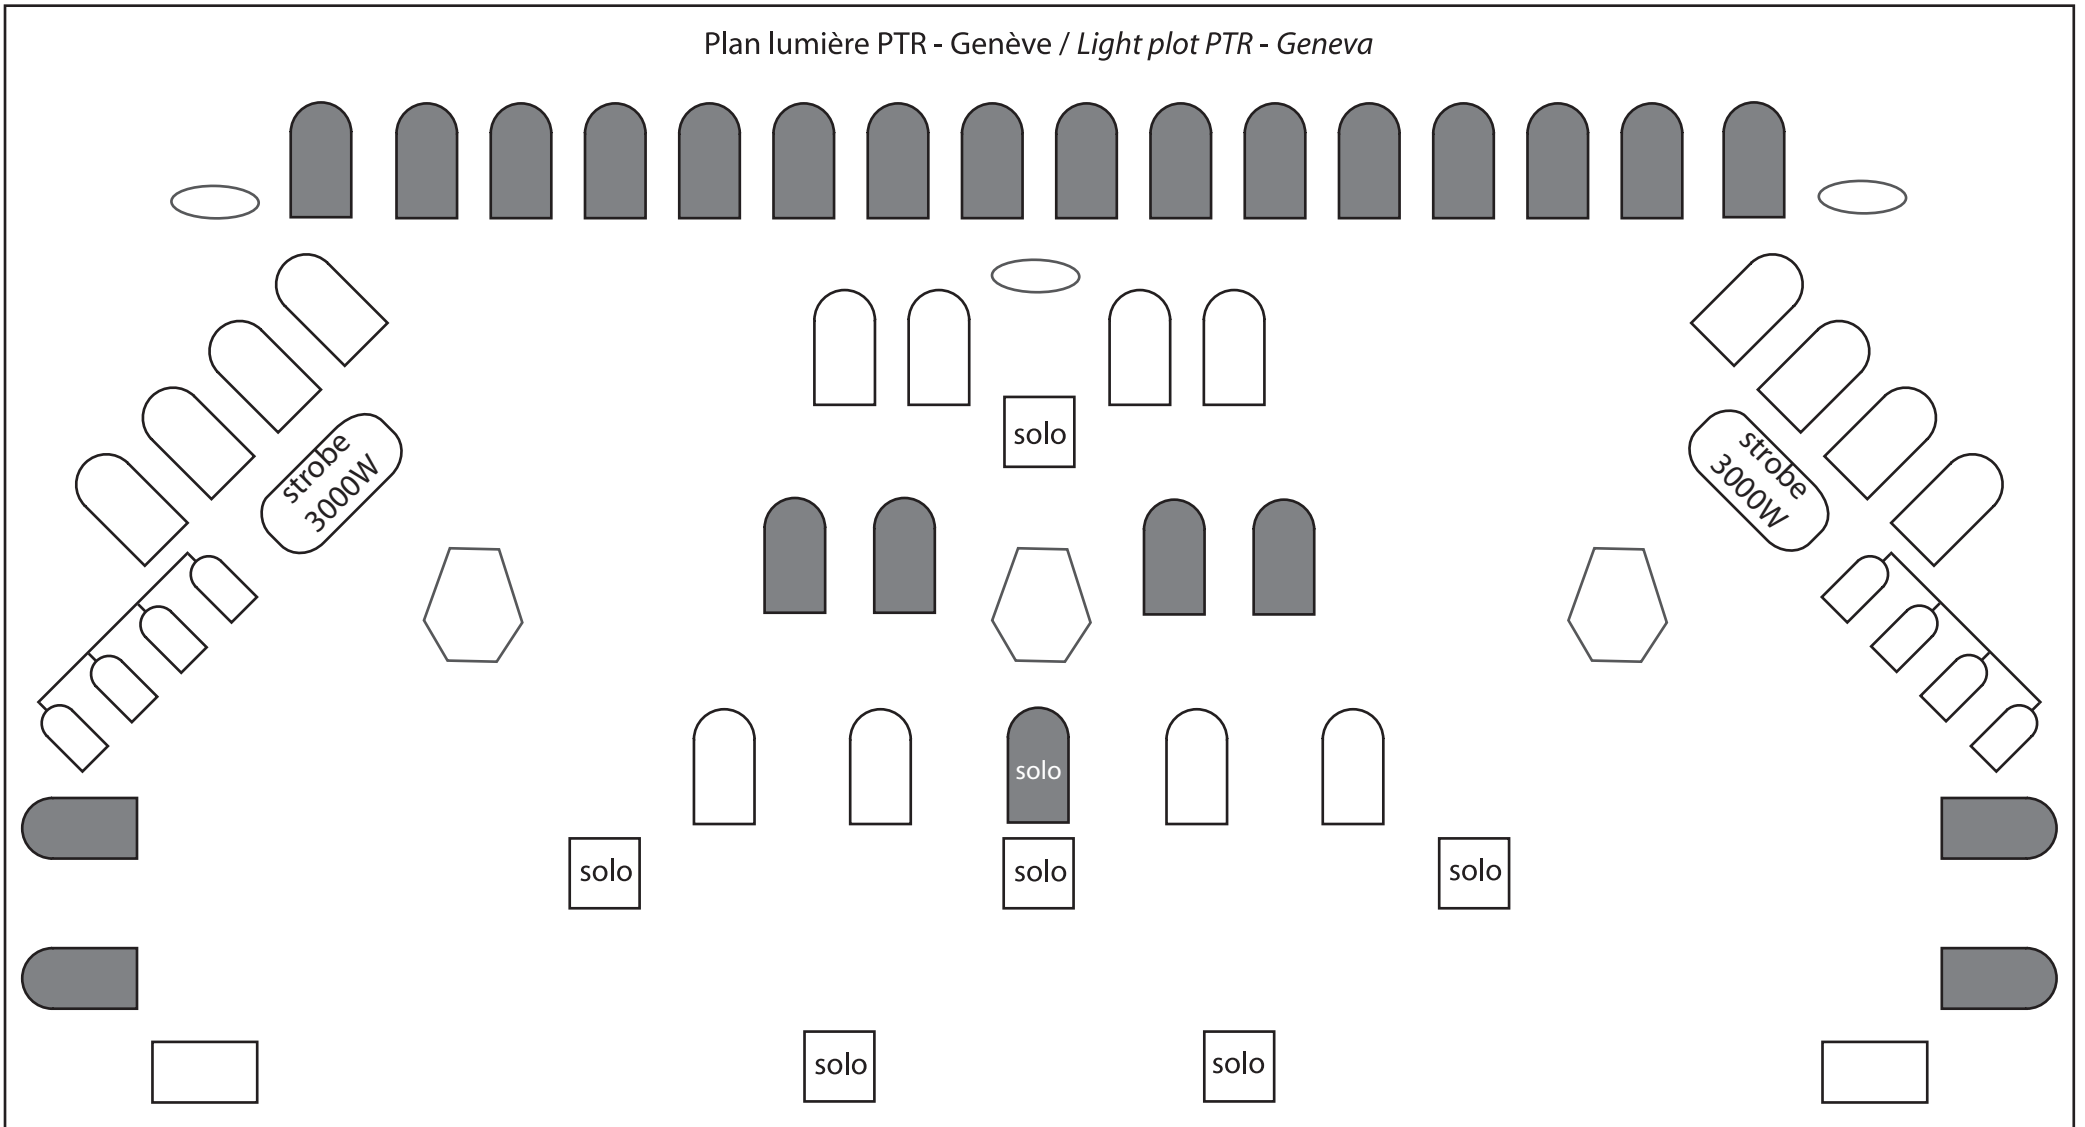 Plan lumière PTR - Genève / Light plot PTR - Geneva
solo
strobe
3000W
strobe
3000W
solo
solo
solo
solo
solo
solo